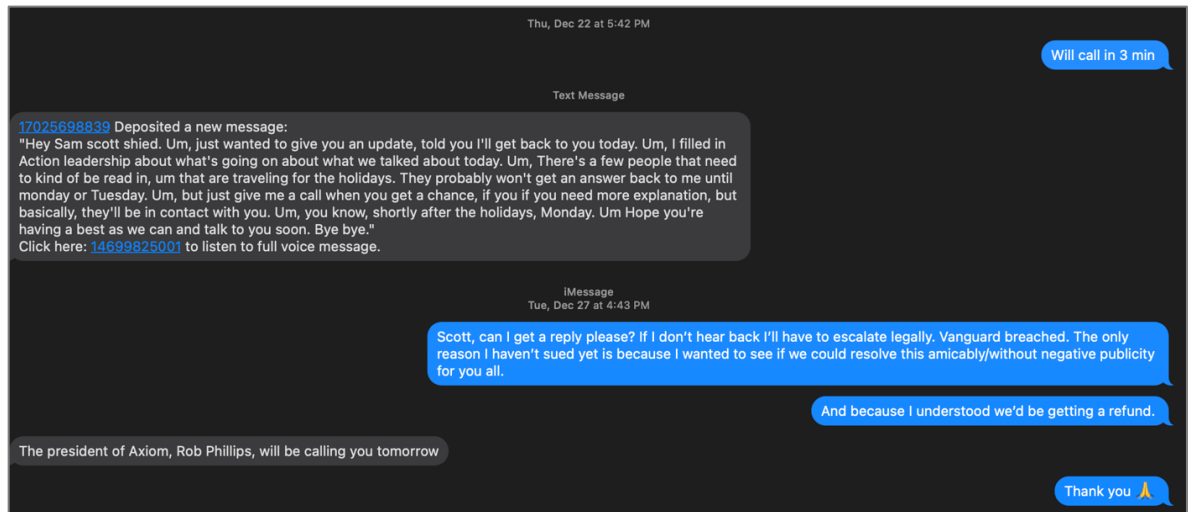 Thu, Dec 22 at 5:42 PM
Will call in 3 min
Text Message
17025698839 Deposited a new message:
"Hey Sam scott shied. Um, just wanted to give you an update, told you I'll get back to you today. Um, I filled in
Action leadership about what's going on about what we talked about today. Um, There's a few people that need
to kind of be read in, um that are traveling for the holidays. They probably won't get an answer back to me until
monday or Tuesday. Um, but just give me a call when you get a chance, if you if you need more explanation, but
basically, they'll be in contact with you. Um, you know, shortly after the holidays, Monday. Um Hope you're
having a best as we can and talk to you soon. Bye bye."
Click here: 14699825001 to listen to full voice message.
iMessage
Tue, Dec 27 at 4:43 PM
Scott, can I get a reply please? If I don't hear back I'll have to escalate legally. Vanguard breached. The only
reason I haven't sued yet is because I wanted to see if we could resolve this amicably/without negative publicity
for you all.
And because I understood we'd be getting a refund.
The president of Axiom, Rob Phillips, will be calling you tomorrow
Thank you 🙏